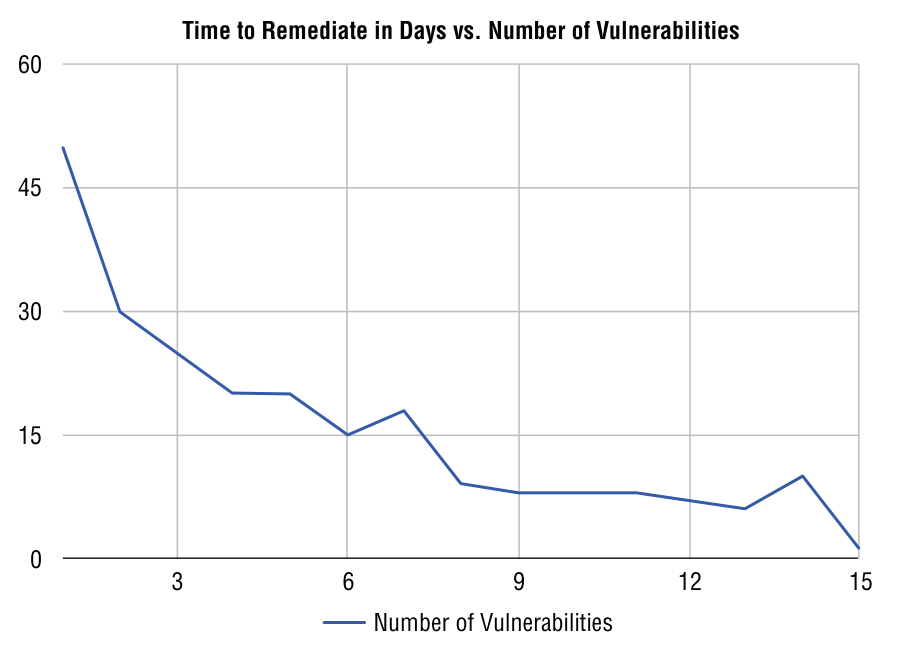 Time to Remediate in Days vs. Number of Vulnerabilities
60
45
30
15
0
3 6 9 12 15
Number of Vulnerabilities